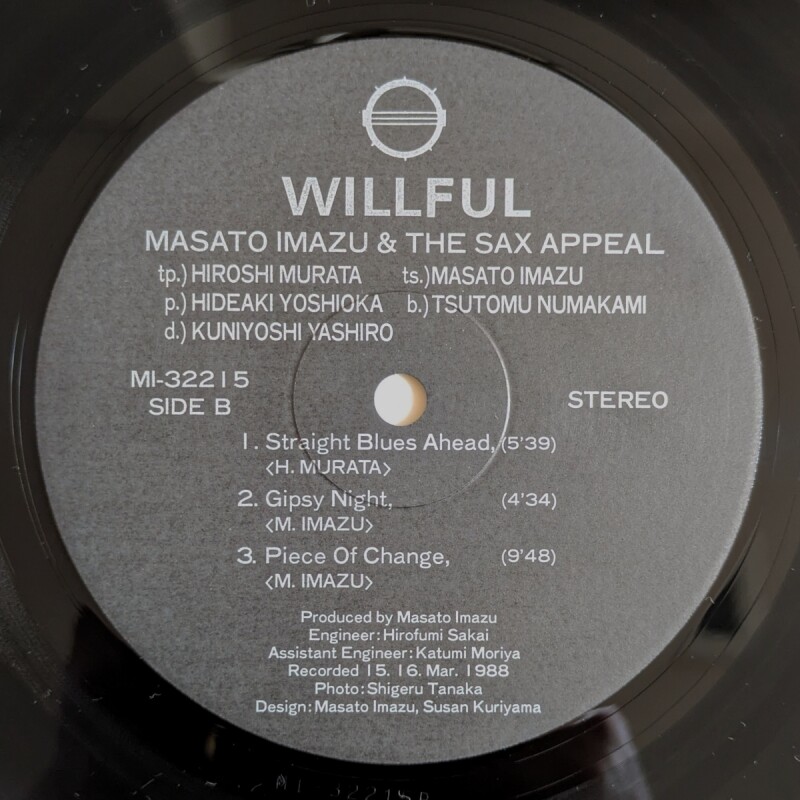 WILLFUL
MASATO IMAZU & THE SAX APPEAL
tp.) HIROSHI MURATA ts.) MASATO IMAZU
p.) HIDEAKI YOSHIOKA b.) TSUTOMU NUMAKAMI
d.) KUNIYOSHI YASHIRO
MI-32215
SIDE B
STEREO
1. Straight Blues Ahead, (5'39)
<H. MURATA>
2. Gipsy Night, (4'34)
<M. IMAZU>
3. Piece Of Change, (9'48)
<M. IMAZU>
Produced by Masato Imazu
Engineer: Hirofumi Sakai
Assistant Engineer: Katumi Moriya
Recorded 15. 16. Mar. 1988
Photo: Shigeru Tanaka
Design: Masato Imazu, Susan Kuriyama